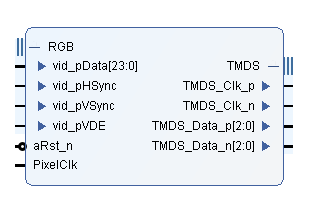 RGB
TMDS
vid_pData[23:0]
TMDS_Clk_p
vid_pHSync
TMDS_Clk_n
vid_pVSync
TMDS_Data_p[2:0]
vid_pVDE
TMDS_Data_n[2:0]
aRst_n
PixelClk